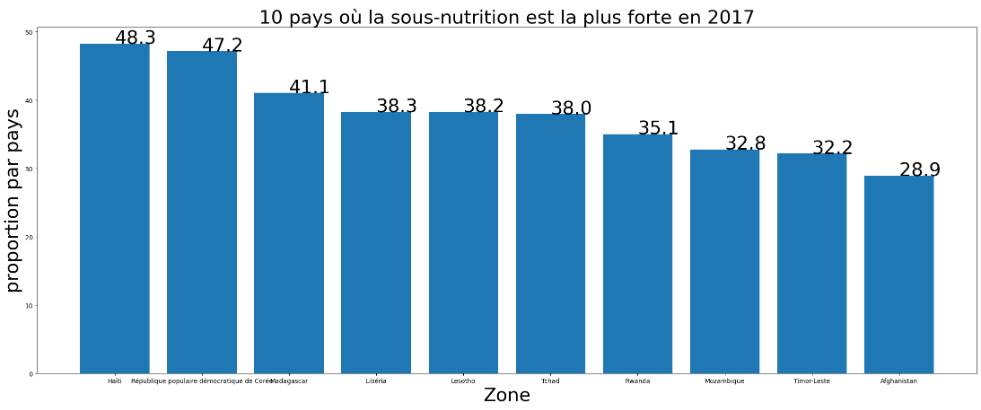 10 pays où la sous-nutrition est la plus forte en 2017
48.3 47.2 41.1 38.3 38.2 38.0 35.1 32.8 32.2 28.9
proportion par pays
50
40
30
20
10
0
Haïti République populaire démocratique de Corée Madagascar Libéria Lesotho Tchad Rwanda Mozambique Timor-Leste Afghanistan
Zone